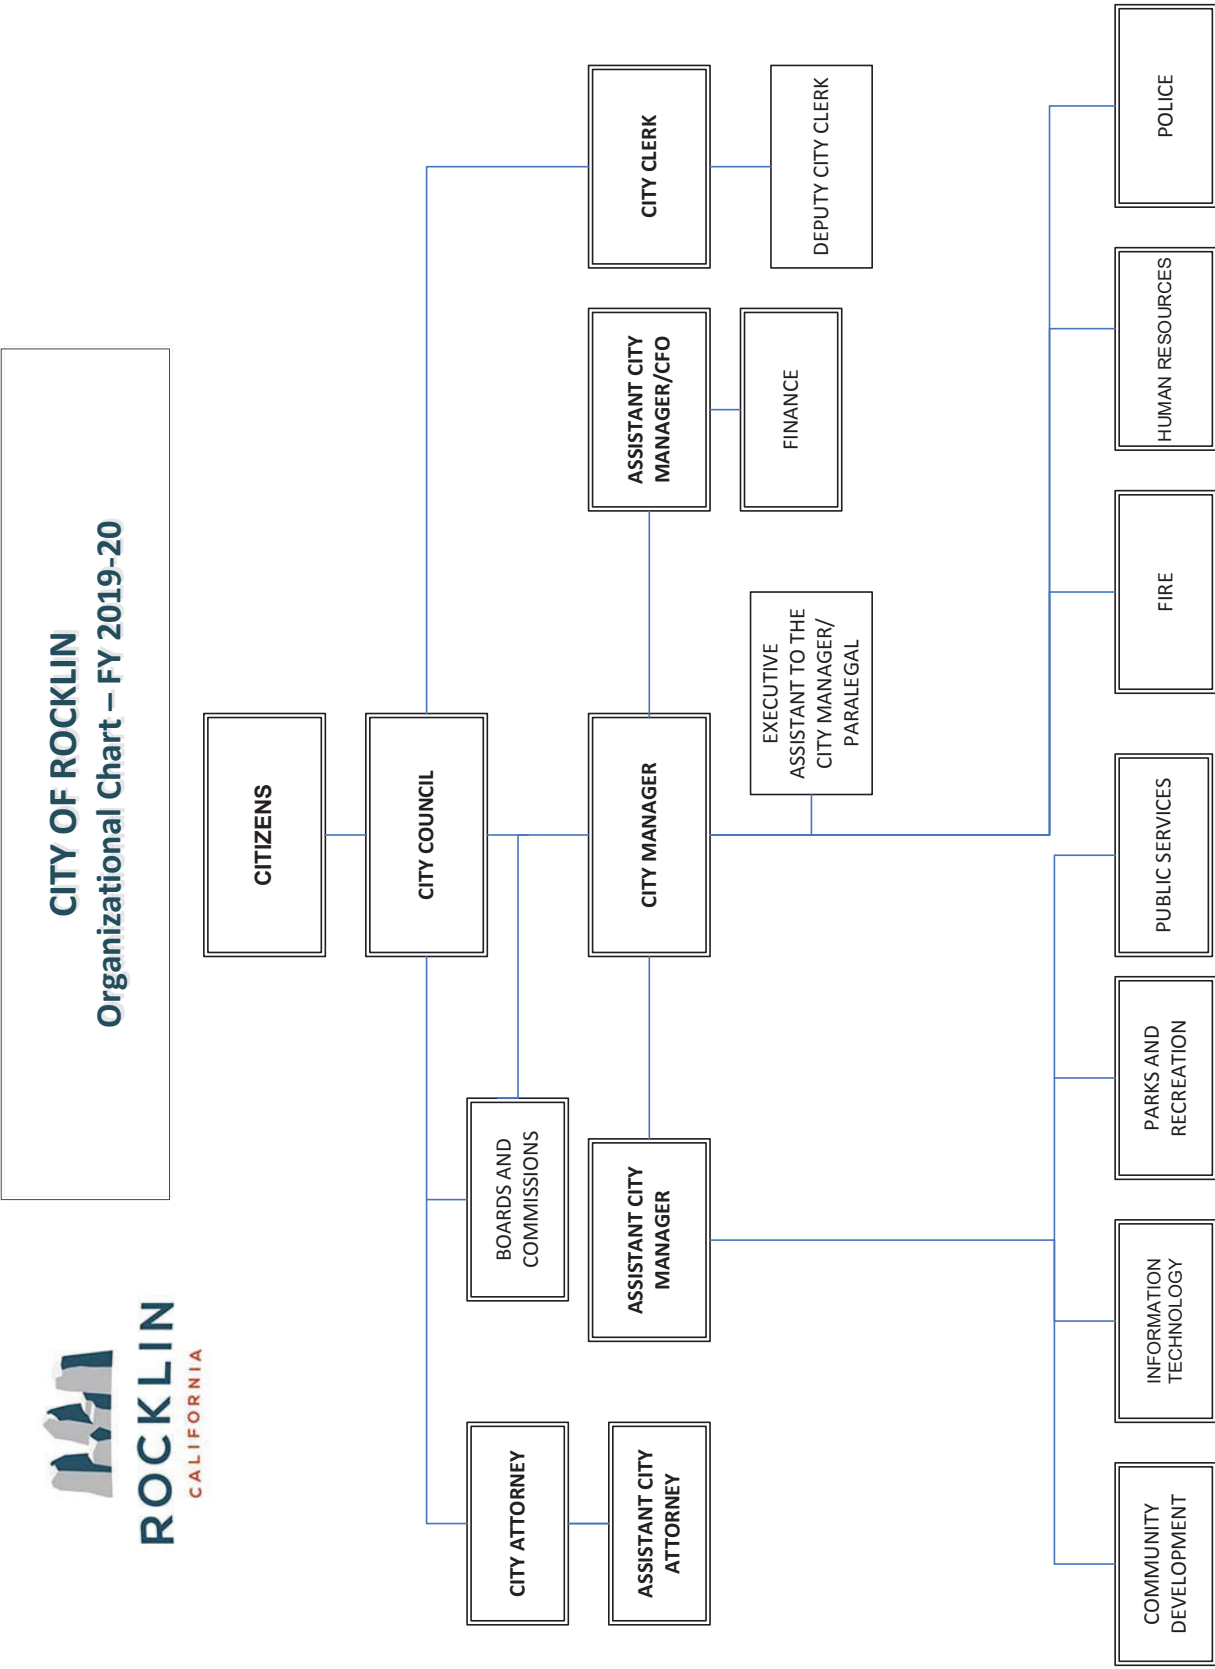 ROCKLIN
CALIFORNIA
CITY OF ROCKLIN
Organizational Chart – FY 2019-20
CITIZENS
CITY COUNCIL
CITY ATTORNEY
BOARDS AND
COMMISSIONS
ASSISTANT CITY
ATTORNEY
ASSISTANT CITY
MANAGER
CITY MANAGER
ASSISTANT CITY
MANAGER/CFO
CITY CLERK
EXECUTIVE
ASSISTANT TO THE
CITY MANAGER/
PARALEGAL
FINANCE
DEPUTY CITY CLERK
COMMUNITY
DEVELOPMENT
INFORMATION
TECHNOLOGY
PARKS AND
RECREATION
PUBLIC SERVICES
FIRE
HUMAN RESOURCES
POLICE